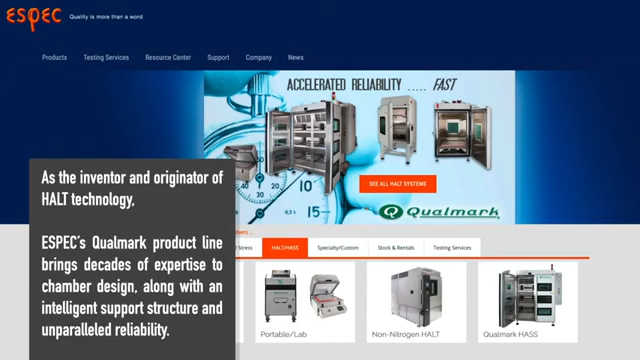 ESPEC
Quality is more than a word
Products Testing Services Resource Center Support Company News
ACCELERATED RELIABILITY ..... FAST
SEE ALL HALT SYSTEMS
Qualmark
As the inventor and originator of
HALT technology,
ESPEC's Qualmark product line
brings decades of expertise to
chamber design, along with an
intelligent support structure and
unparalleled reliability.
Stress HALT/HASS Specialty/Custom Stock & Rentals Testing Services
Portable/Lab Non-Nitrogen HALT Qualmark HASS